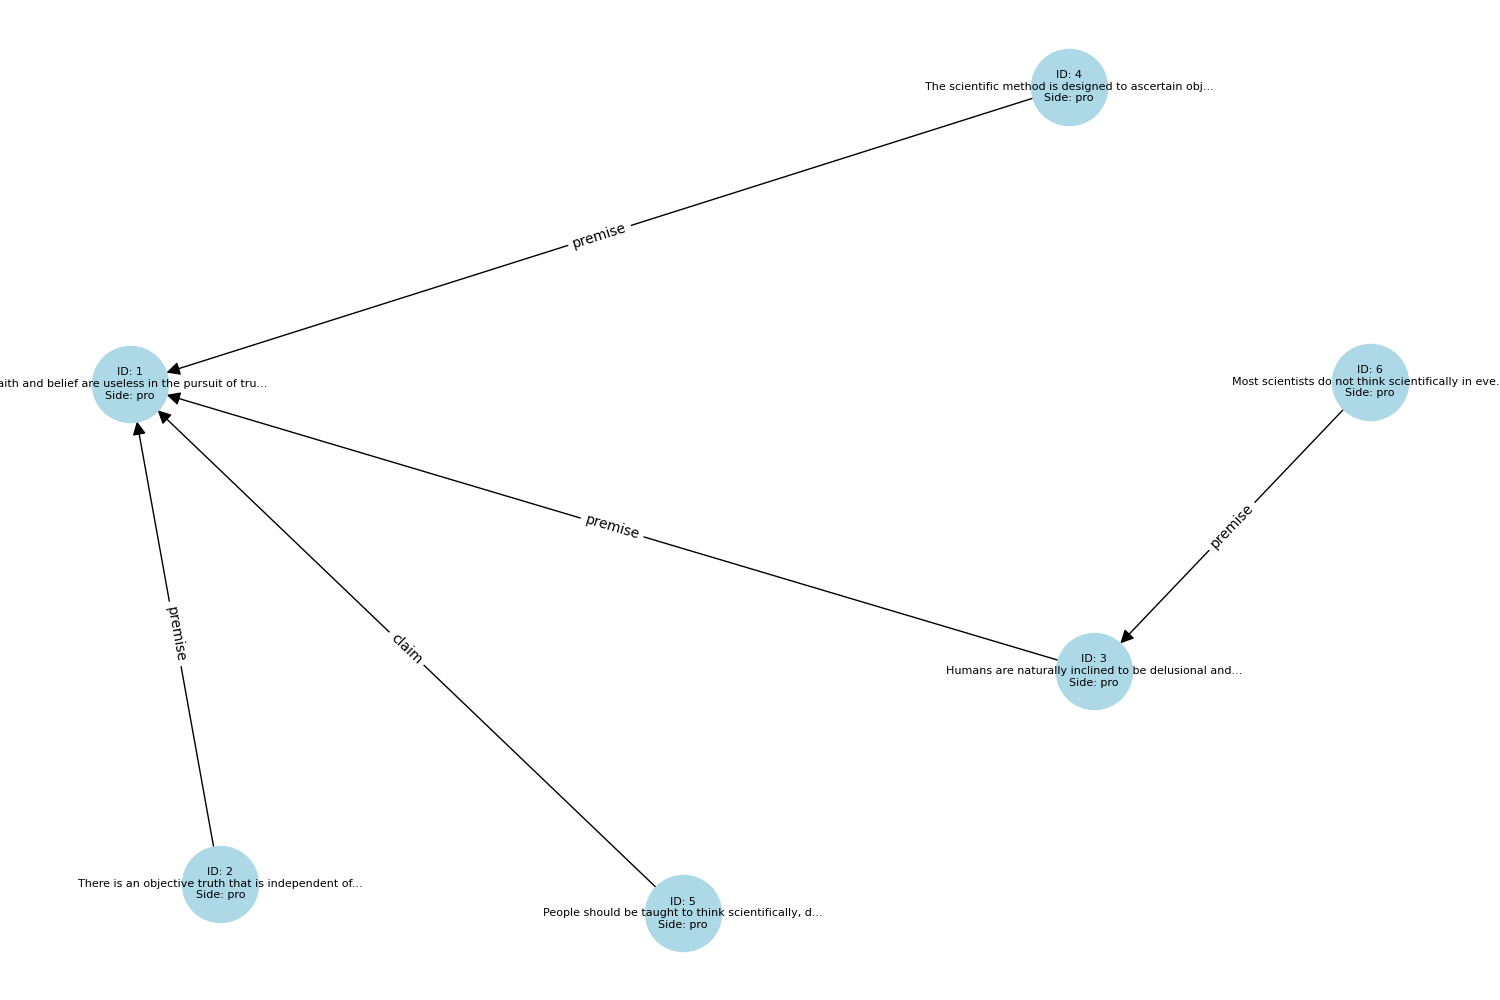 ID: 4
The scientific method is designed to ascertain obj...
Side: pro
premise
ID: 1
and belief are useless in the pursuit of tru...
Side: pro
ID: 6
Most scientists do not think scientifically in eve.
Side: pro
premise
premise
claim
premise
ID: 3
Humans are naturally inclined to be delusional and...
Side: pro
ID: 2
There is an objective truth that is independent of...
Side: pro
ID: 5
People should be taught to think scientifically, d...
Side: pro